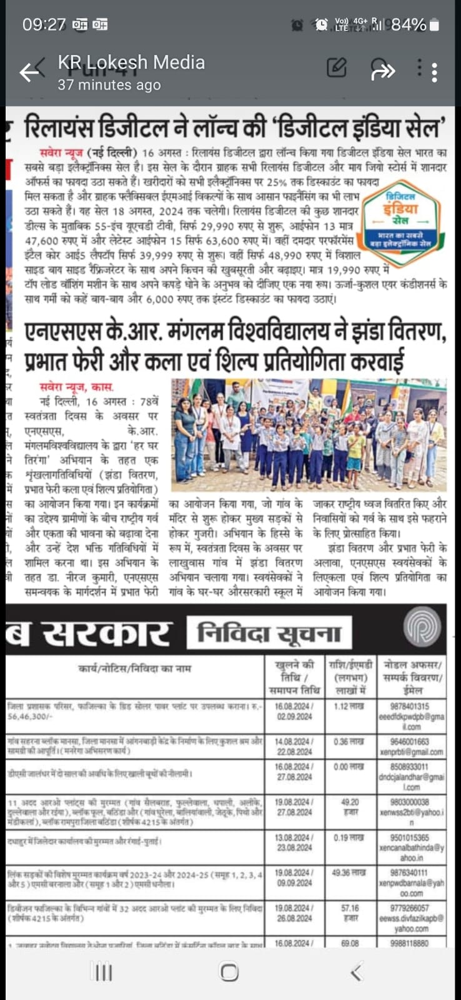 09:27
Vo)) LTE 4G+ R 84%
KR Lokesh Media
37 minutes ago
रिलायंस डिजीटल ने लॉन्च की ‘डिजीटल इंडिया सेल’
सवेरा न्यूज (नई दिल्ली) 16 अगस्त : रिलायंस डिजीटल द्वारा लॉन्च किया गया डिजीटल इंडिया सेल भारत का
सबसे बड़ा इलैक्ट्रॉनिक्स सेल है। इस सेल के दौरान ग्राहक सभी रिलायंस डिजीटल और माय जियो स्टोर्स में शानदार
ऑफर्स का फायदा उठा सकते हैं। खरीदारों को सभी इलैक्ट्रॉनिक्स पर 25% तक डिस्काउंट का फायदा
मिल सकता है और ग्राहक फ्लैक्सिबल ईएमआई विकल्पों के साथ आसान फाइनैंसिंग का भी लाभ
उठा सकते हैं। यह सेल 18 अगस्त, 2024 तक चलेगी। रिलायंस डिजीटल की कुछ शानदार
डील्स के मुताबिक 55-इंच यूएचडी टीवी, सिर्फ 29,990 रुपए से शुरू, आईफोन 13 मात्र
47,600 रुपए में और लेटेस्ट आईफोन 15 सिर्फ 63,600 रुपए में। वहीं दमदार परफॉरमेंस
इंटैल कोर आई5 लैपटॉप सिर्फ 39,999 रुपए से शुरू। वहीं सिर्फ 48,990 रुपए में विशाल
साइड बाय साइड रैफ्रिजरेटर के साथ अपने किचन की खुबसूरती और बढ़ाइए। मात्र 19,990 रुपए में
टॉप लोड वॉशिंग मशीन के साथ अपने कपड़े धोने के अनुभव को दीजिए एक नया रूप। ऊर्जा-कुशल एयर कंडीशनर्स के
साथ गर्मी को कहें बाय-बाय और 6,000 रुपए तक इंस्टंट डिस्काउंट का फायदा उठाएं।
डिजिटल
इंडिया
सेल
भारत का सबसे
बड़ा इलेक्ट्रॉनिक सेल
एनएसएस के.आर. मंगलम विश्वविद्यालय ने झंडा वितरण,
प्रभात फेरी और कला एवं शिल्प प्रतियोगिता करवाई
सवेरा न्यूज, कास.
नई दिल्ली, 16 अगस्त : 78वें
स्वतंत्रता दिवस के अवसर पर
एनएसएस, के.आर.
मंगलमविश्वविद्यालय के द्वारा ‘हर घर
तिरंगा’ अभियान के तहत एक
श्रृंखलागतिविधियों (झंडा वितरण,
प्रभात फेरी कला एवं शिल्प प्रतियोगिता)
का आयोजन किया गया। इन कार्यक्रमों
का उद्देश्य ग्रामीणों के बीच राष्ट्रीय गर्व
और एकता की भावना को बढ़ावा देना
और उन्हें देश भक्ति गतिविधियों में
शामिल करना था। इस अभियान के
तहत डा. नीरज कुमारी, एनएसएस
समन्वयक के मार्गदर्शन में प्रभात फेरी
का आयोजन किया गया, जो गांव के
मंदिर से शुरू होकर मुख्य सड़कों से
होकर गुजरी। अभियान के हिस्से के
रूप में, स्वतंत्रता दिवस के अवसर पर
लाखुवास गांव में झंडा वितरण
अभियान चलाया गया। स्वयंसेवकों ने
गांव के घर-घर औरसरकारी स्कूल में
जाकर राष्ट्रीय ध्वज वितरित किए और
निवासियों को गर्व के साथ इसे फहराने
के लिए प्रोत्साहित किया।
झंडा वितरण और प्रभात फेरी के
अलावा, एनएसएस स्वयंसेवकों के
लिएकला एवं शिल्प प्रतियोगिता का
आयोजन किया गया।
ब सरकार निविदा सूचना
कार्य/नोटिस/निविदा का नाम
खुलने की
तिथि /
समापन तिथि
राशि/ईएमडी
(लगभग)
लाखों में
नोडल अफसर/
सम्पर्क विवरण/
ईमेल
जिला प्रशासक परिसर, फाजिल्का के ग्रिड सोलर पावर प्लांट पर उपलब्ध कराना। रु.-
56,46,300/-
16.08.2024 /
02.09.2024
1.12 लाख
9878401315
eeedfdkpwdpb@gma
il.com
गांव सहरना ब्लॉक मानसा, जिला मानसा में आंगनबाड़ी केंद्र के निर्माण के लिए कुशल श्रम और
सामग्री की आपूर्ति। (मनरेगा अभिसरण कार्य)
14.08.2024 /
22.08.2024
0.36 लाख
9646001663
xenprbti@gmail.com
डीएसी जालंधर में दो साल की अवधि के लिए खाली बूथों की नीलामी।
16.08.2024 /
27.08.2024
0.00 लाख
8508933011
dndcjalandhar@gmai
l.com
11 अदद आरओ प्लांट्स की मुरम्मत (गांव सैलबराह, फुल्लेवाला, धपाली, अलीके,
दुल्लेवाला और रईया), ब्लॉक फूल, बठिंडा और (गांव घुरेला, बालियांवाली, जेठूके, पिथो और
मंडीकलां), ब्लॉक रामपुरा जिला बठिंडा (शीर्षक 4215 के अंतर्गत)
19.08.2024 /
27.08.2024
49.20
हजार
9803000038
xenwss2bti@yahoo.i
n
दधाहुर में जिलेदार कार्यालय की मुरम्मत और रंगाई-पुताई।
13.08.2024 /
23.08.2024
0.19 लाख
9501015365
xencanalbathinda@y
ahoo.in
लिंक सड़कों की विशेष मुरम्मत कार्यक्रम वर्ष 2023-24 और 2024-25 (समूह 1, 2, 3, 4
और 5) एमसी बरनाला और (समूह 1 और 2) एमसी धनौला।
19.08.2024 /
09.09.2024
49.36 लाख
9876340111
xenpwdbarnala@yah
oo.com
डिवीजन फाजिल्का के विभिन्न गांवों में 32 अदद आरओ प्लांट की मुरम्मत के लिए निविदा
(शीर्षक 4215 के अंतर्गत)
19.08.2024 /
26.08.2024
57.16
हजार
9779266057
eewss.divfazilkapb@
yahoo.com
16.08.2024 /
69.08
9988118880